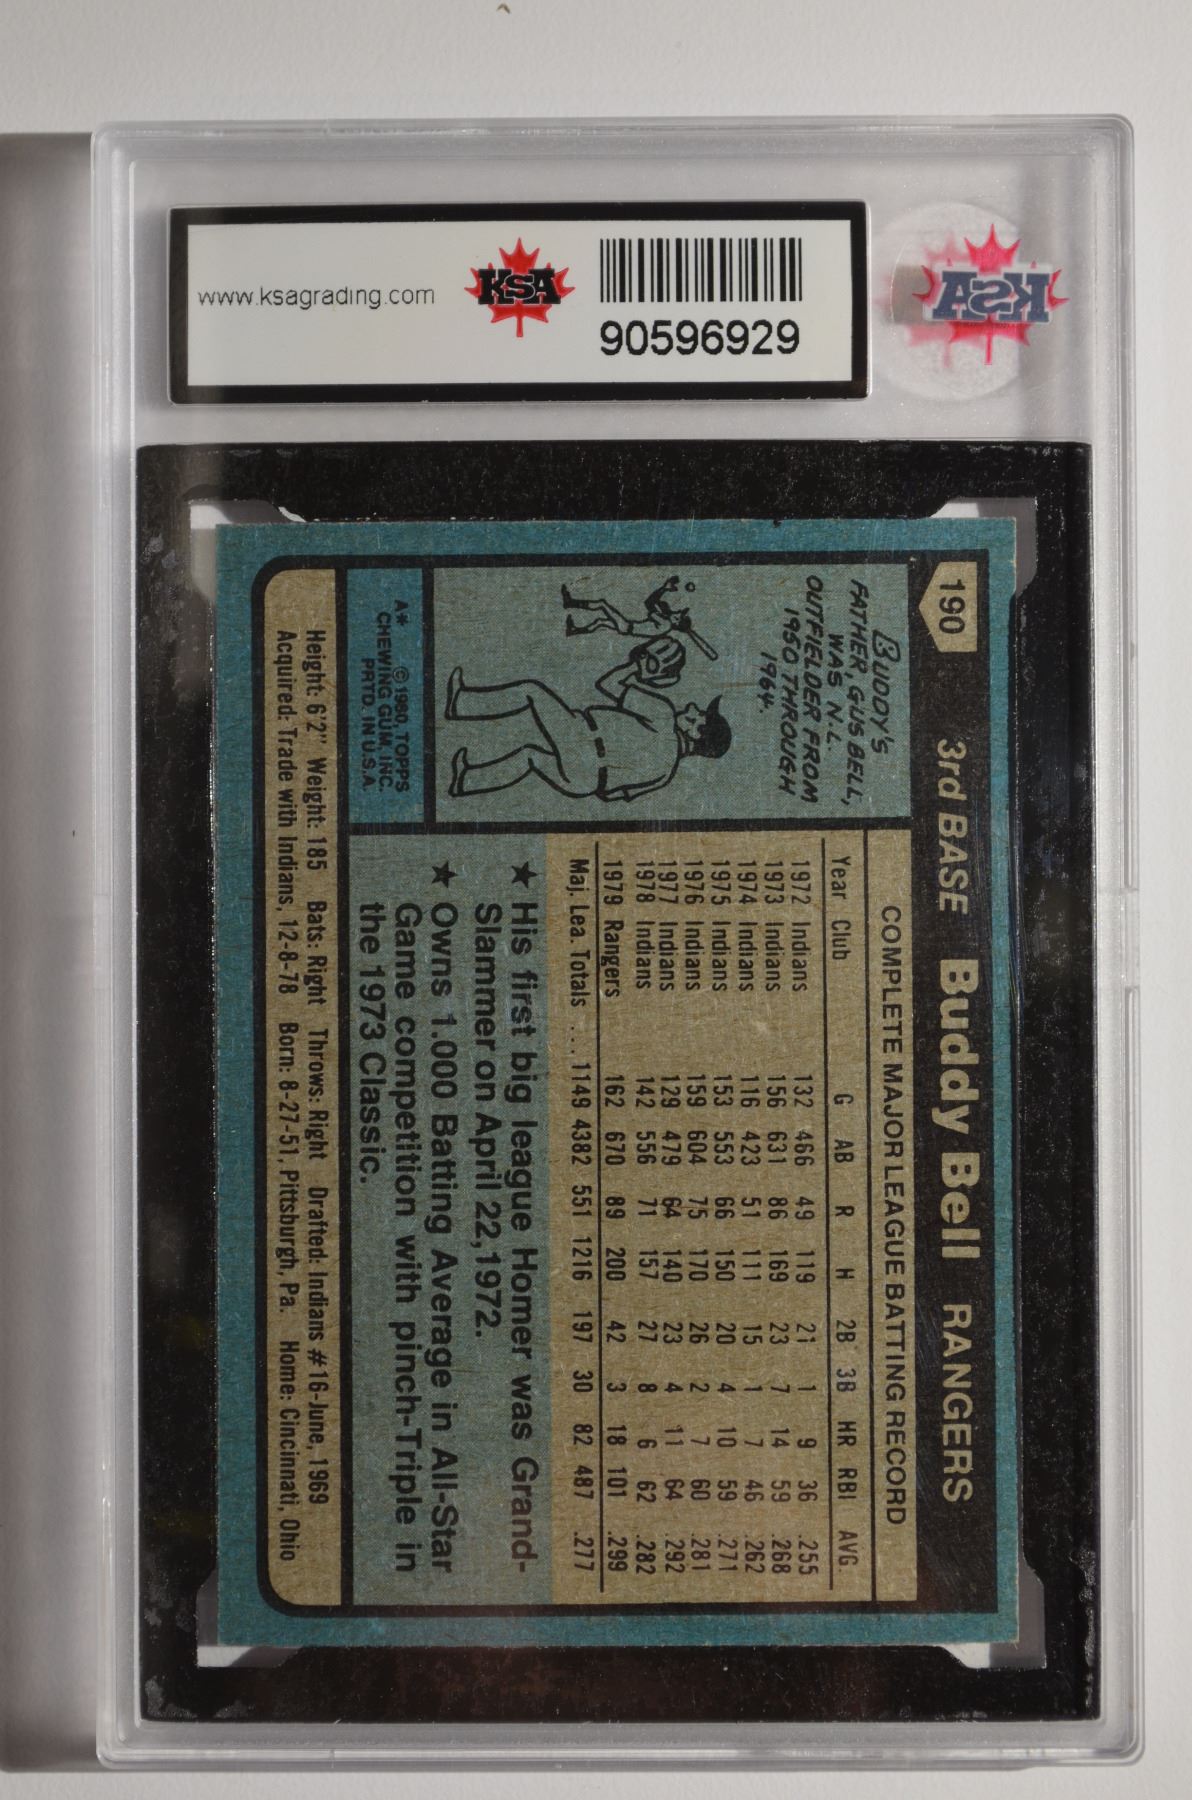 www.ksagrading.com
KSA
90596929
KSA
190
3rd BASE Buddy Bell RANGERS
BUDDY'S
FATHER, GUS BELL,
WAS N.L.
OUTFIELDER FROM
1950 THROUGH
1964.
A* © 1980, TOPPS
CHEWING GUM, INC.
PRTD. IN U.S.A.
COMPLETE MAJOR LEAGUE BATTING RECORD
Year Club G AB R H 2B 3B HR RBI AVG.
1972 Indians 132 466 49 119 21 1 9 36 .255
1973 Indians 156 631 86 169 23 7 14 59 .268
1974 Indians 116 423 51 111 15 1 7 46 .262
1975 Indians 153 553 66 150 20 4 10 59 .271
1976 Indians 159 604 75 170 26 2 7 60 .281
1977 Indians 129 479 64 140 23 4 11 64 .292
1978 Indians 142 556 71 157 27 8 6 62 .282
1979 Rangers 162 670 89 200 42 3 18 101 .299
Maj. Lea. Totals ... 1149 4382 551 1216 197 30 82 487 .277
★ His first big league Homer was Grand-
Slammer on April 22, 1972.
★ Owns 1.000 Batting Average in All-Star
Game competition with pinch-Triple in
the 1973 Classic.
Height: 6'2" Weight: 185 Bats: Right Throws: Right Drafted: Indians #16-June, 1969
Acquired: Trade with Indians, 12-8-78 Born: 8-27-51, Pittsburgh, Pa. Home: Cincinnati, Ohio